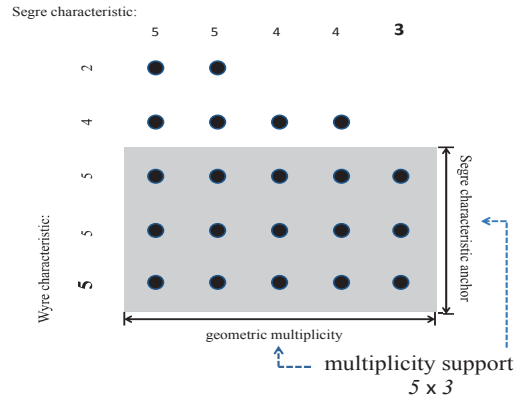 Segre characteristic:
5 5 4 4 3
2
4
5
5
5
Wyre characteristic:
Segre characteristic anchor
geometric multiplicity
multiplicity support
5 x 3